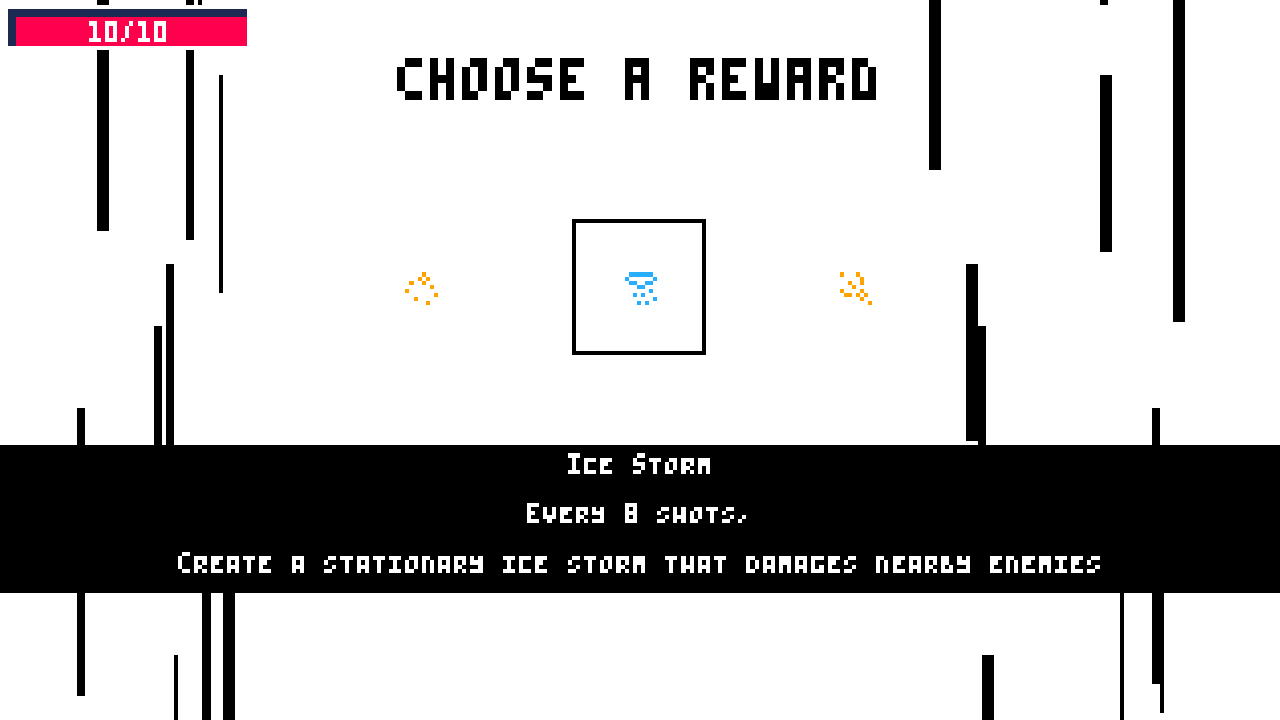 10/10
CHOOSE A REWARD
Ice Storm
Every 8 shots,
Create a stationary ice storm that damages nearby enemies